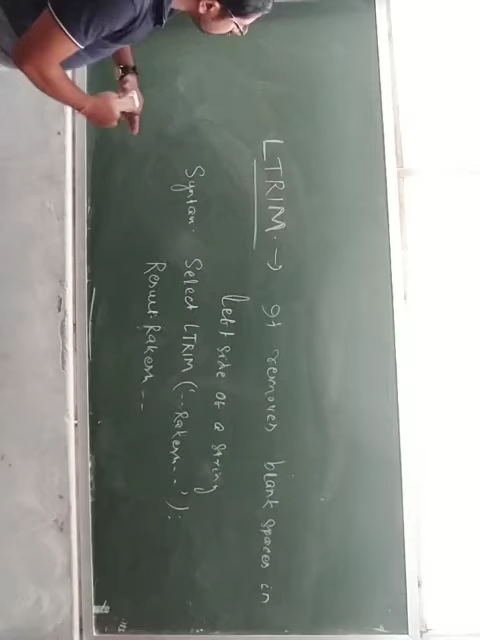 LTRIM. → It removes blank spaces in
left side of a string
Syntax. Select LTRIM ('--Rakesh--');
Result: Rakesh--